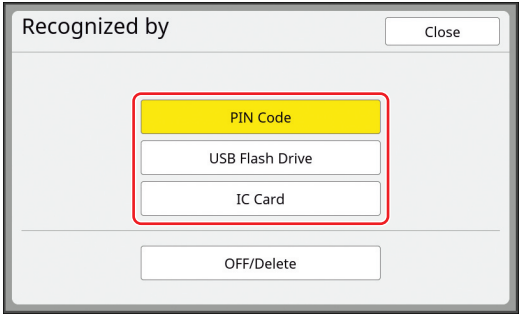 Recognized by
Close
PIN Code
USB Flash Drive
IC Card
OFF/Delete